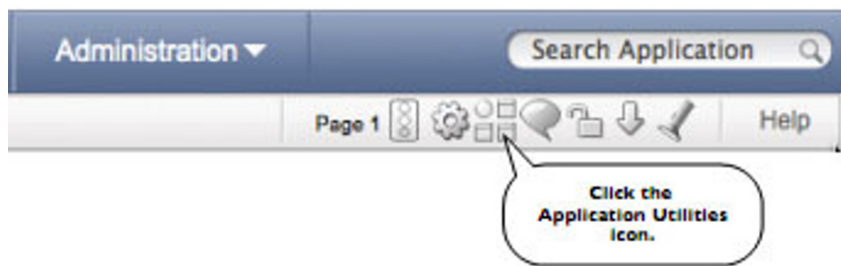 Administration
Search Application
Page 1
Help
Click the
Application Utilities
icon.